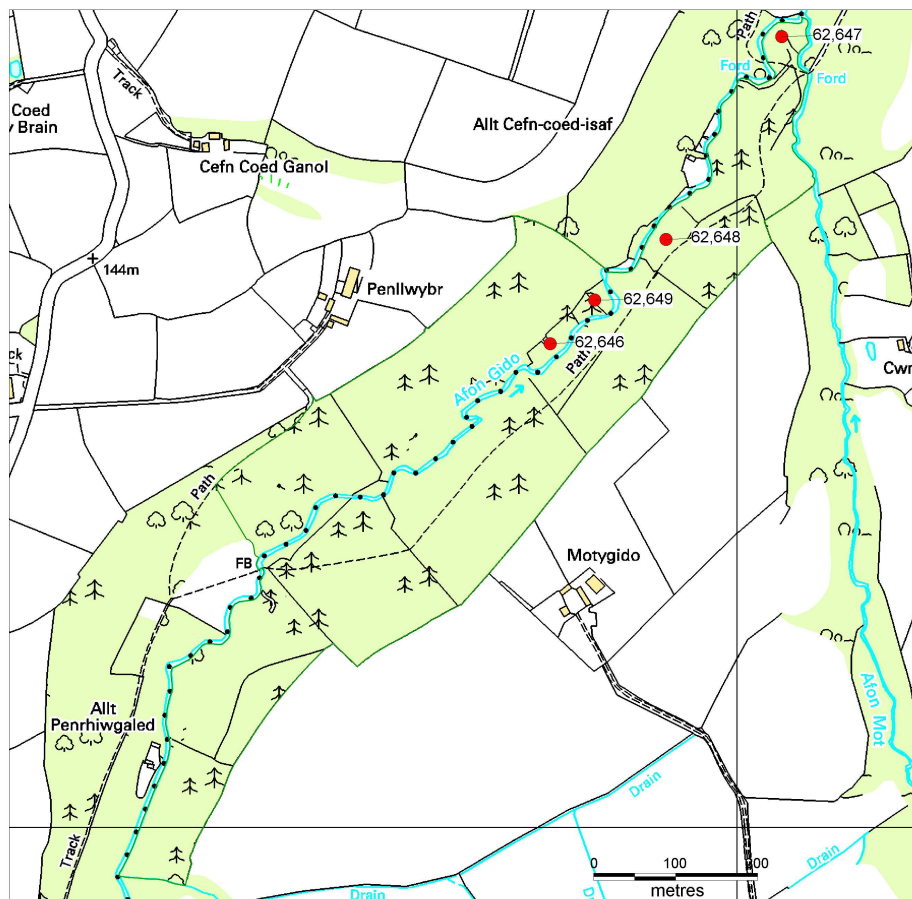 Path
62,647
Ford
Ford
Track
Coed
Brain
Allt Cefn-coed-isaf
Cefn Coed Ganol
62,648
144m
Penllwybr
62,649
62,646
Path
Afon Gido
Path
FB
Motygido
Afon Mot
Allt
Penrhiwgaled
Drain
Track
Drain
Drain
0
100
metres